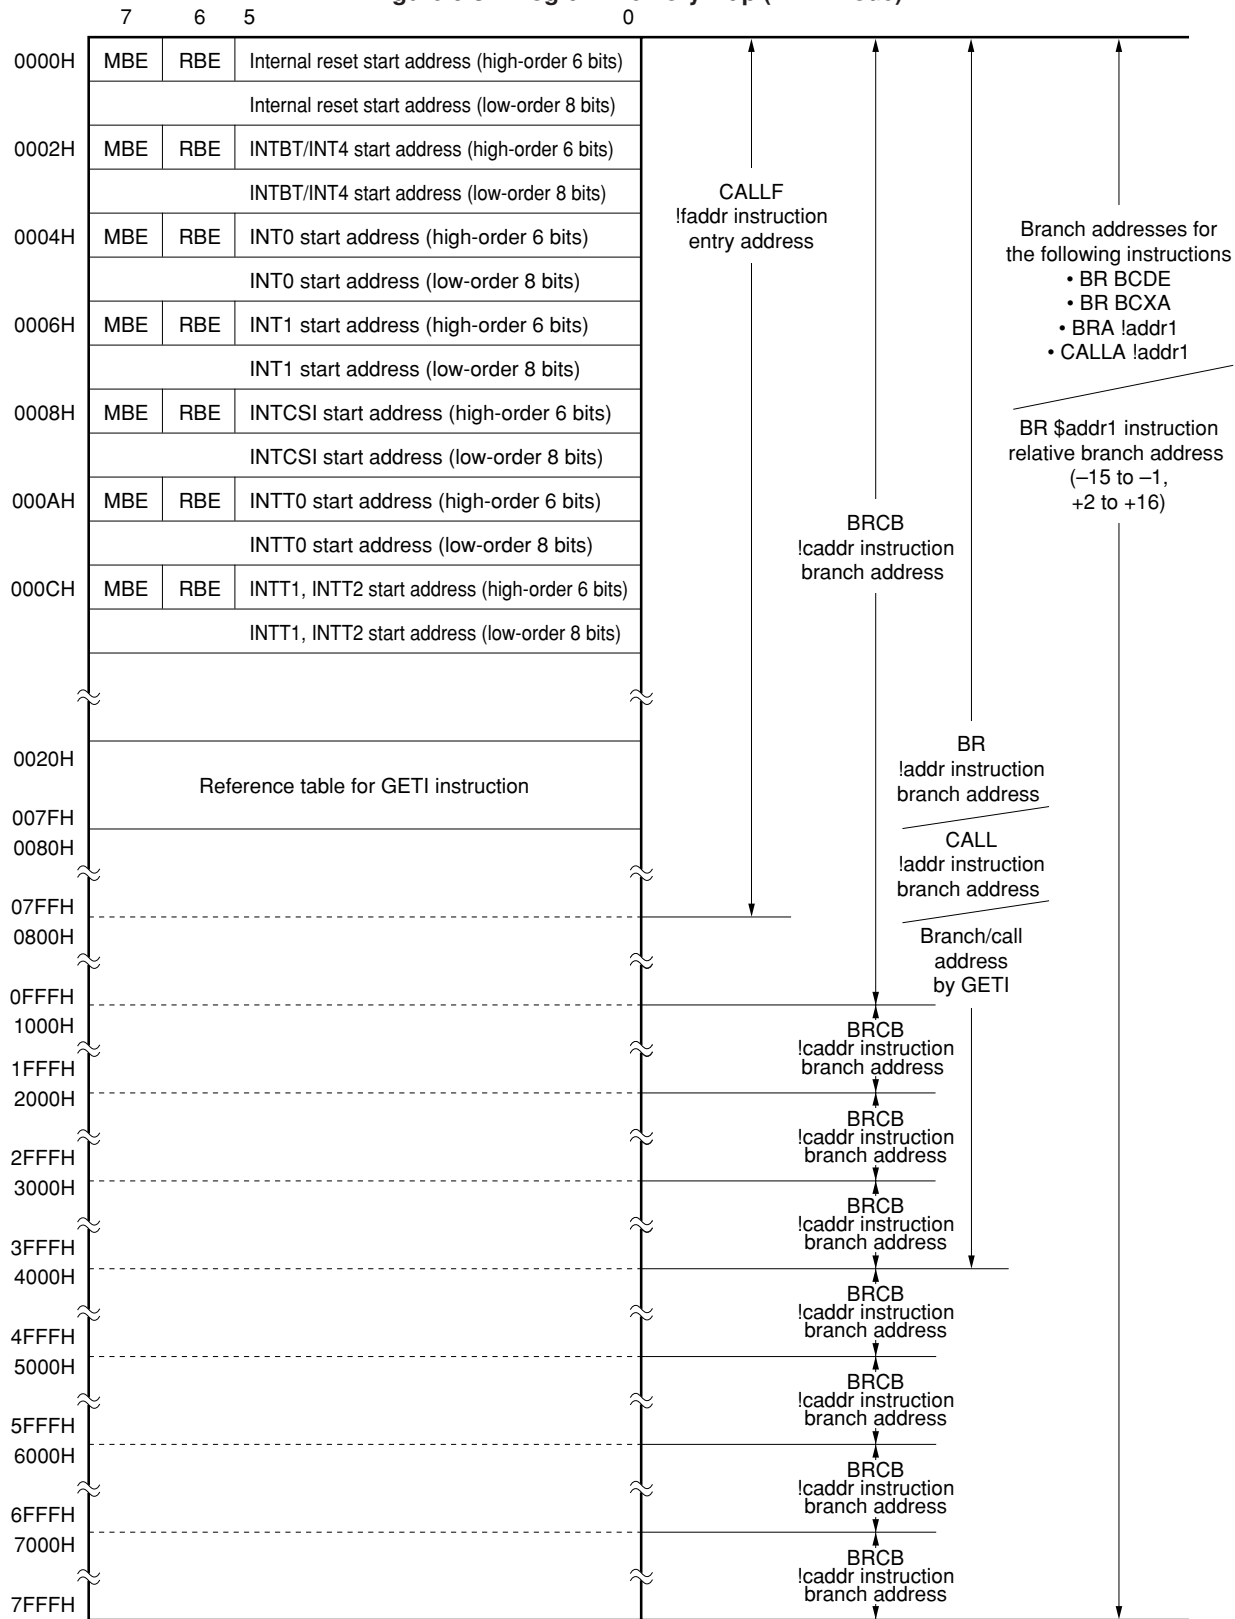 7 6 5 0
0000H MBE RBE Internal reset start address (high-order 6 bits)
Internal reset start address (low-order 8 bits)
0002H MBE RBE INTBT/INT4 start address (high-order 6 bits)
INTBT/INT4 start address (low-order 8 bits)
0004H MBE RBE INT0 start address (high-order 6 bits)
INT0 start address (low-order 8 bits)
0006H MBE RBE INT1 start address (high-order 6 bits)
INT1 start address (low-order 8 bits)
0008H MBE RBE INTCSI start address (high-order 6 bits)
INTCSI start address (low-order 8 bits)
000AH MBE RBE INTT0 start address (high-order 6 bits)
INTT0 start address (low-order 8 bits)
000CH MBE RBE INTT1, INTT2 start address (high-order 6 bits)
INTT1, INTT2 start address (low-order 8 bits)
0020H
Reference table for GETI instruction
007FH
0080H
07FFH
0800H
0FFFH
1000H
1FFFH
2000H
2FFFH
3000H
3FFFH
4000H
4FFFH
5000H
5FFFH
6000H
6FFFH
7000H
7FFFH
CALLF
!faddr instruction
entry address
BRCB
!caddr instruction
branch address
BRCB
!caddr instruction
branch address
BRCB
!caddr instruction
branch address
BRCB
!caddr instruction
branch address
BRCB
!caddr instruction
branch address
BRCB
!caddr instruction
branch address
BRCB
!caddr instruction
branch address
BRCB
!caddr instruction
branch address
BR
!addr instruction
branch address
CALL
!addr instruction
branch address
Branch/call
address
by GETI
Branch addresses for
the following instructions
• BR BCDE
• BR BCXA
• BRA !addr1
• CALLA !addr1
BR $addr1 instruction
relative branch address
(–15 to –1,
+2 to +16)